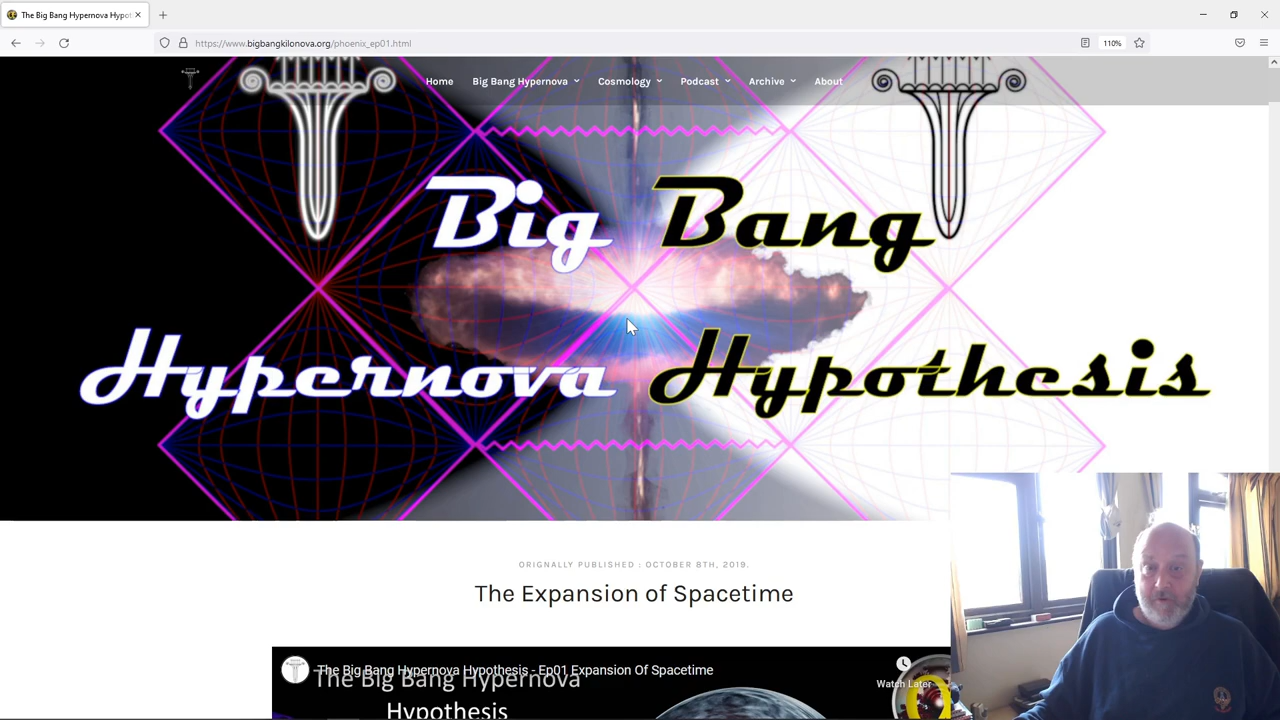 The Big Bang Hypernova Hypot
https://www.bigbangkilonova.org/phoenix_ep01.html
110%
Home Big Bang Hypernova Cosmology Podcast Archive About
Big Bang
Hypernova Hypothesis
ORIGNALLY PUBLISHED : OCTOBER 8TH, 2019.
The Expansion of Spacetime
The Big Bang Hypernova Hypothesis - Ep01 Expansion Of Spacetime
The Big Bang Hypernova
Hypothesis
Watch Later